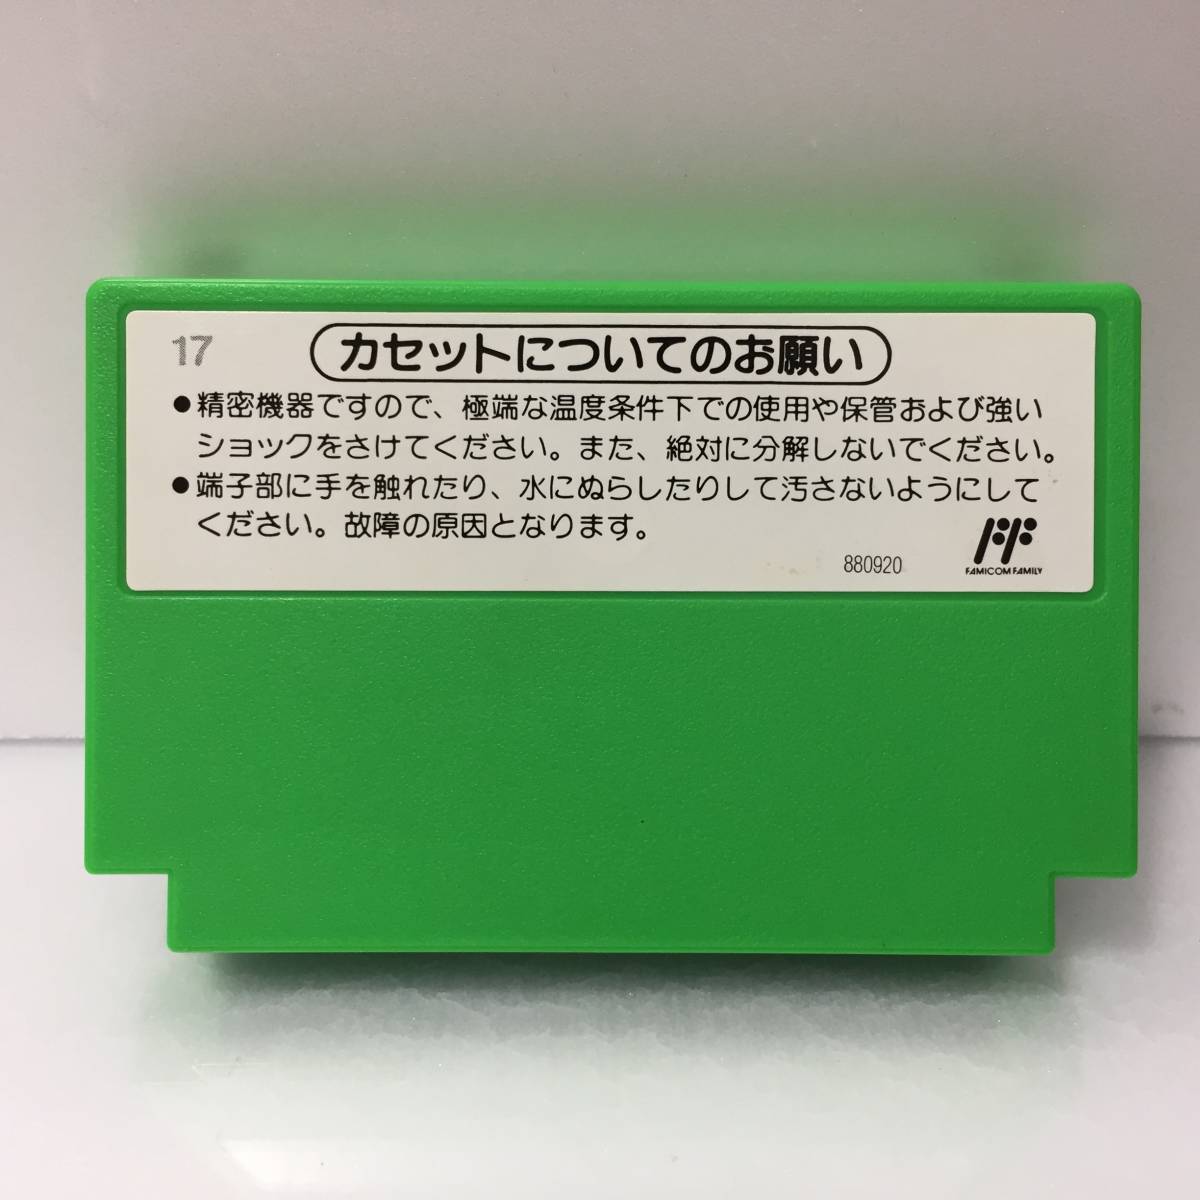 17
カセットについてのお願い
●精密機器ですので、極端な温度条件下での使用や保管および強い
ショックをさけてください。また、絶対に分解しないでください。
●端子部に手を触れたり、水にぬらしたりして汚さないようにして
ください。故障の原因となります。
880920
FAMICOM FAMILY